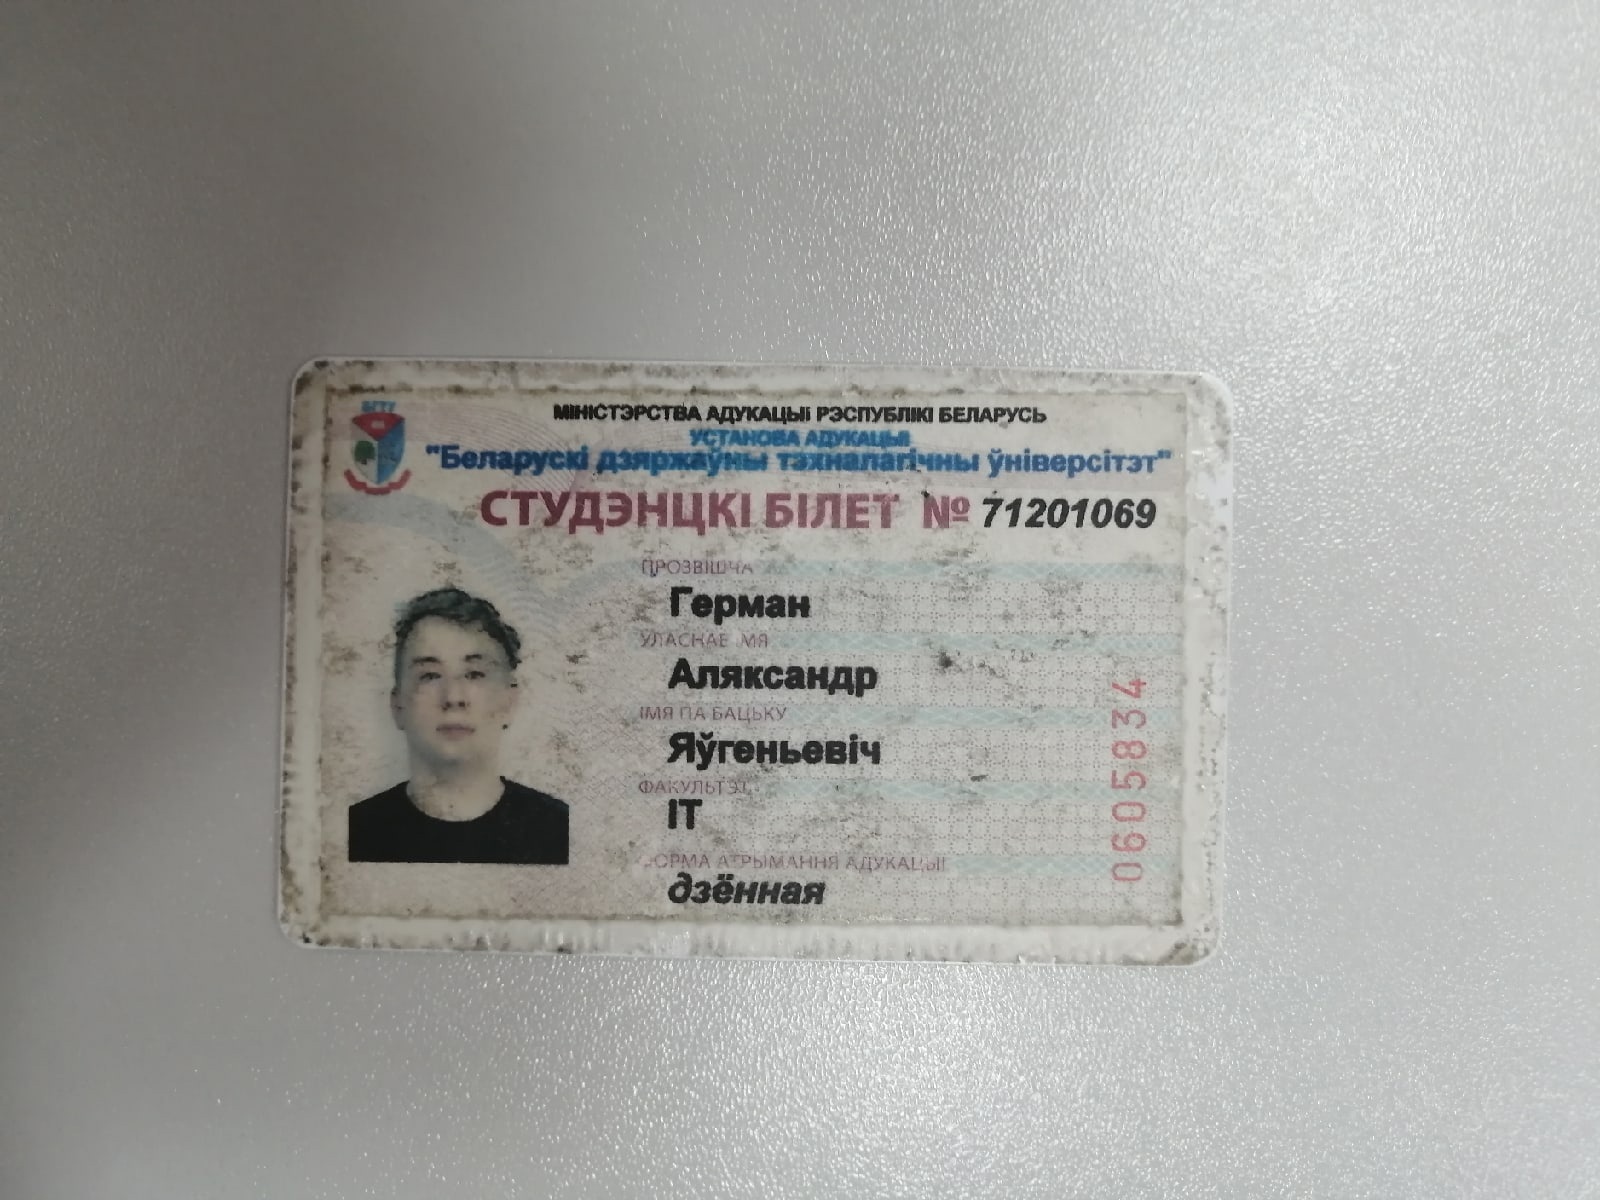 БГТУ
МІНІСТЭРСТВА АДУКАЦЫІ РЭСПУБЛІКІ БЕЛАРУСЬ
УСТАНОВА АДУКАЦЫІ
"Беларускі дзяржаўны тэхналагічны ўніверсітэт"
СТУДЭНЦКІ БІЛЕТ № 71201069
ПРОЗВІШЧА
Герман
УЛАСНАЕ ІМЯ
Аляксандр
ІМЯ ПА БАЦЬКУ
Яўгеньевіч
ФАКУЛЬТЭТ
ІТ
ФОРМА АТРЫМАННЯ АДУКАЦЫІ
дзённая
0605834